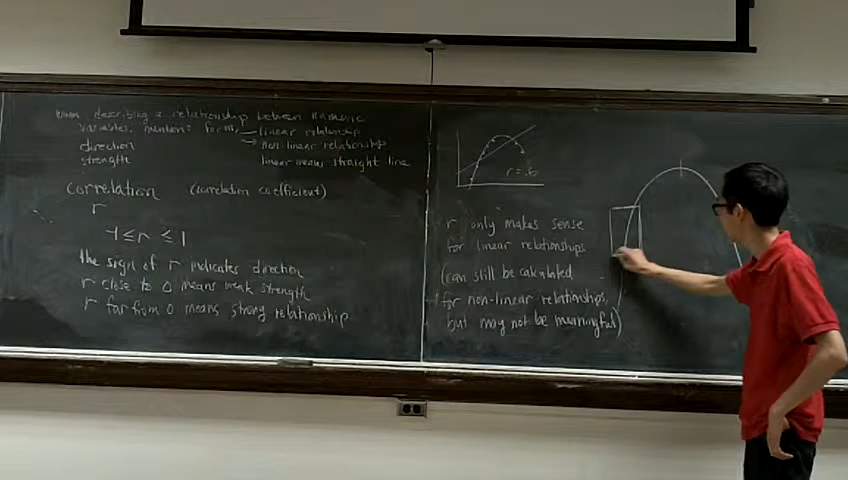 when describing a relationship between numeric
variables, mention: form, linear relationship
non-linear relationship
direction
strength
linear means straight line
correlation (correlation coefficient)
r
-1 ≤ r ≤ 1
the sign of r indicates direction
r close to 0 means weak strength
r far from 0 means strong relationship
r = .6
r only makes sense
for linear relationships
(can still be calculated
for non-linear relationships,
but may not be meaningful)